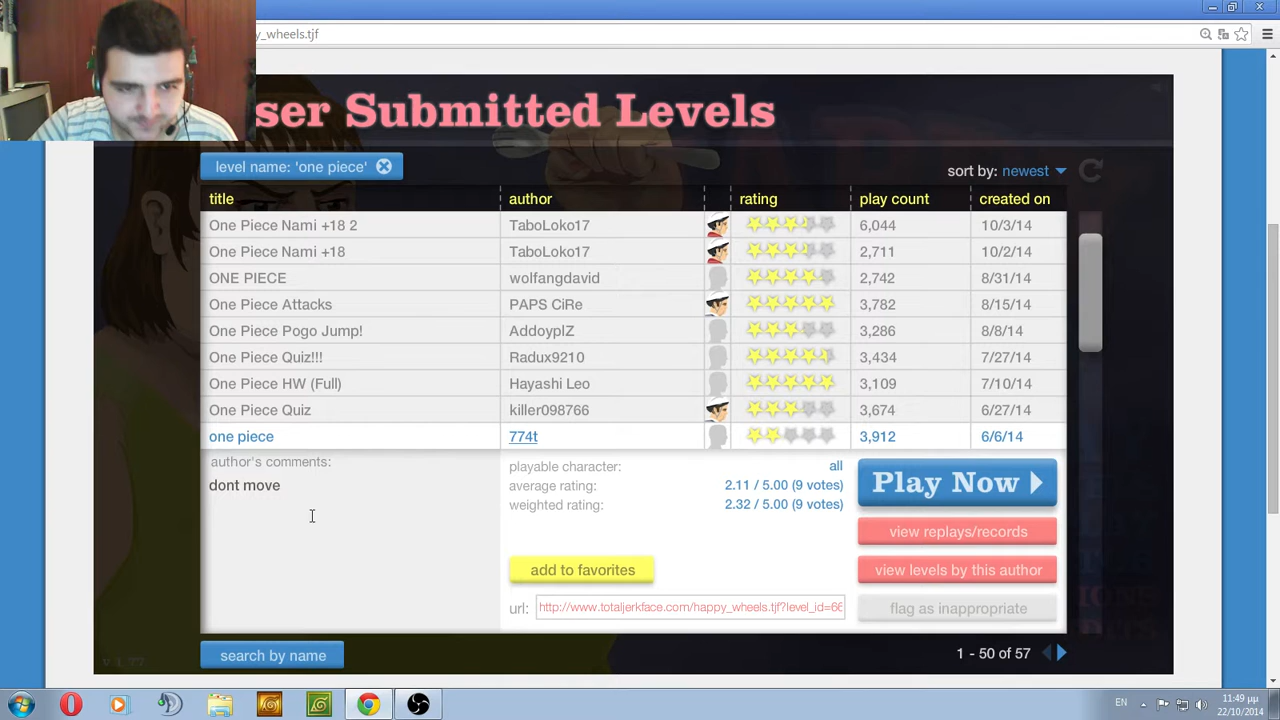 y_wheels.tjf
ser Submitted Levels
level name: 'one piece'
sort by: newest
title author rating play count created on
One Piece Nami +18 2 TaboLoko17 6,044 10/3/14
One Piece Nami +18 TaboLoko17 2,711 10/2/14
ONE PIECE wolfangdavid 2,742 8/31/14
One Piece Attacks PAPS CiRe 3,782 8/15/14
One Piece Pogo Jump! AddoyplZ 3,286 8/8/14
One Piece Quiz!!! Radux9210 3,434 7/27/14
One Piece HW (Full) Hayashi Leo 3,109 7/10/14
One Piece Quiz killer098766 3,674 6/27/14
one piece 774t 3,912 6/6/14
author's comments:
dont move
playable character: all
average rating: 2.11 / 5.00 (9 votes)
weighted rating: 2.32 / 5.00 (9 votes)
Play Now
view replays/records
add to favorites
view levels by this author
url: http://www.totaljerkface.com/happy_wheels.tjf?level_id=66
flag as inappropriate
search by name
1 - 50 of 57
v.1.77
EN
11:49 μμ
22/10/2014